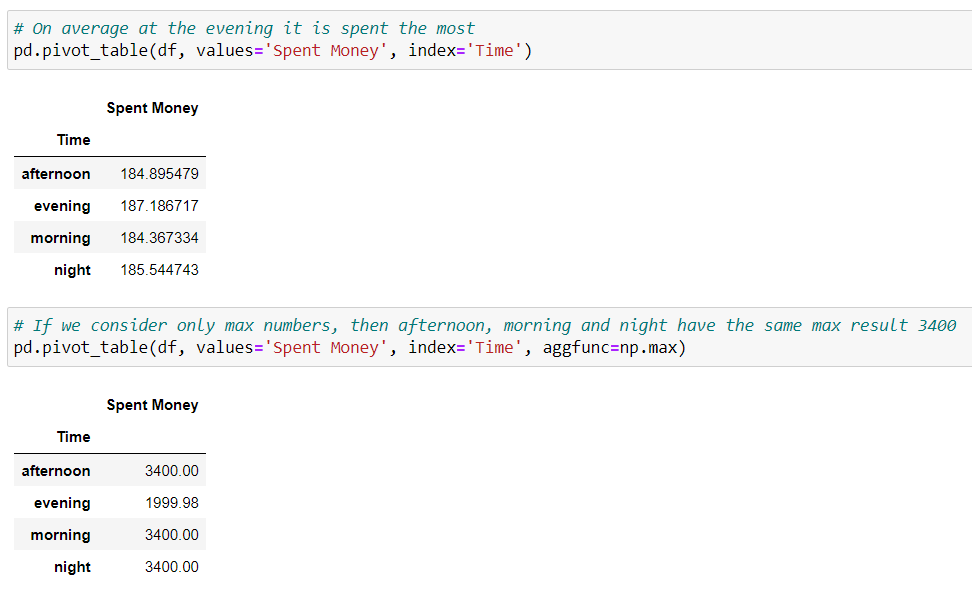 # On average at the evening it is spent the most
pd.pivot_table(df, values='Spent Money', index='Time')
Spent Money
Time
afternoon 184.895479
evening 187.186717
morning 184.367334
night 185.544743
# If we consider only max numbers, then afternoon, morning and night have the same max result 3400
pd.pivot_table(df, values='Spent Money', index='Time', aggfunc=np.max)
Spent Money
Time
afternoon 3400.00
evening 1999.98
morning 3400.00
night 3400.00